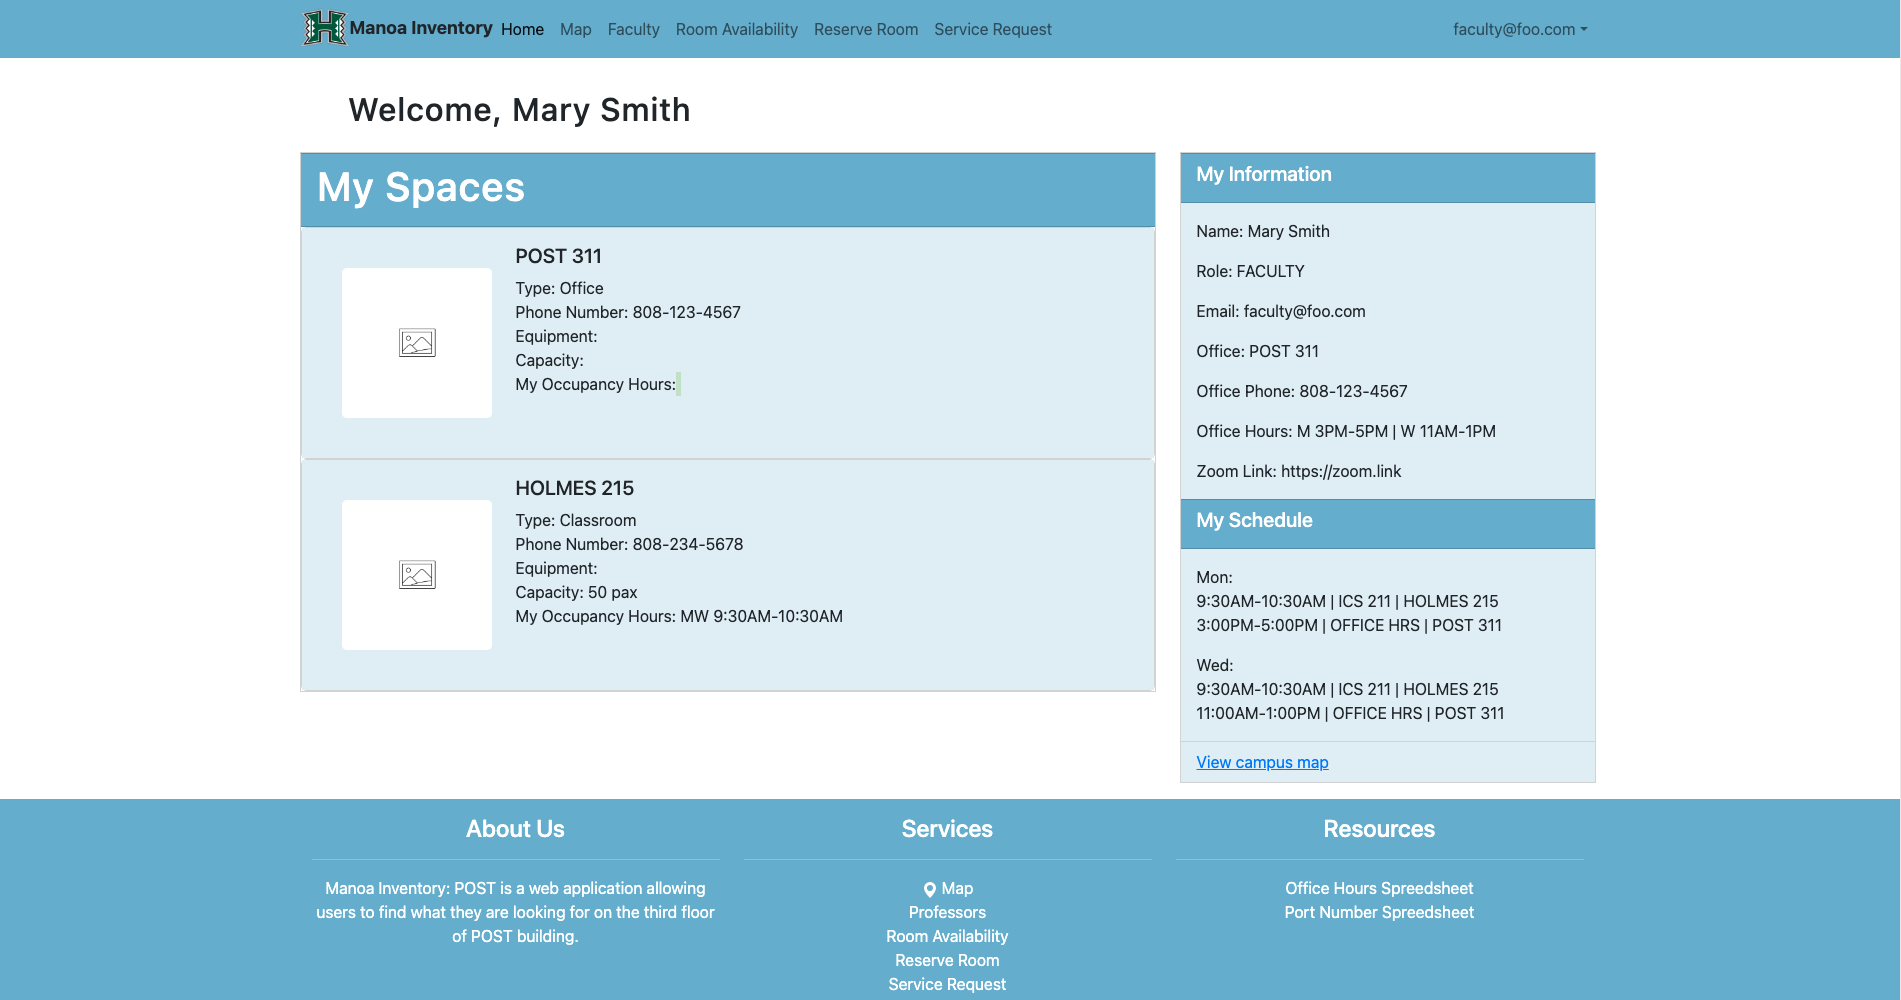 Manoa Inventory Home Map Faculty Room Availability Reserve Room Service Request faculty@foo.com
Welcome, Mary Smith
My Spaces
POST 311
Type: Office
Phone Number: 808-123-4567
Equipment:
Capacity:
My Occupancy Hours:
HOLMES 215
Type: Classroom
Phone Number: 808-234-5678
Equipment:
Capacity: 50 pax
My Occupancy Hours: MW 9:30AM-10:30AM
My Information
Name: Mary Smith
Role: FACULTY
Email: faculty@foo.com
Office: POST 311
Office Phone: 808-123-4567
Office Hours: M 3PM-5PM | W 11AM-1PM
Zoom Link: https://zoom.link
My Schedule
Mon:
9:30AM-10:30AM | ICS 211 | HOLMES 215
3:00PM-5:00PM | OFFICE HRS | POST 311
Wed:
9:30AM-10:30AM | ICS 211 | HOLMES 215
11:00AM-1:00PM | OFFICE HRS | POST 311
View campus map
About Us
Manoa Inventory: POST is a web application allowing
users to find what they are looking for on the third floor
of POST building.
Services
Map
Professors
Room Availability
Reserve Room
Service Request
Resources
Office Hours Spreedsheet
Port Number Spreedsheet